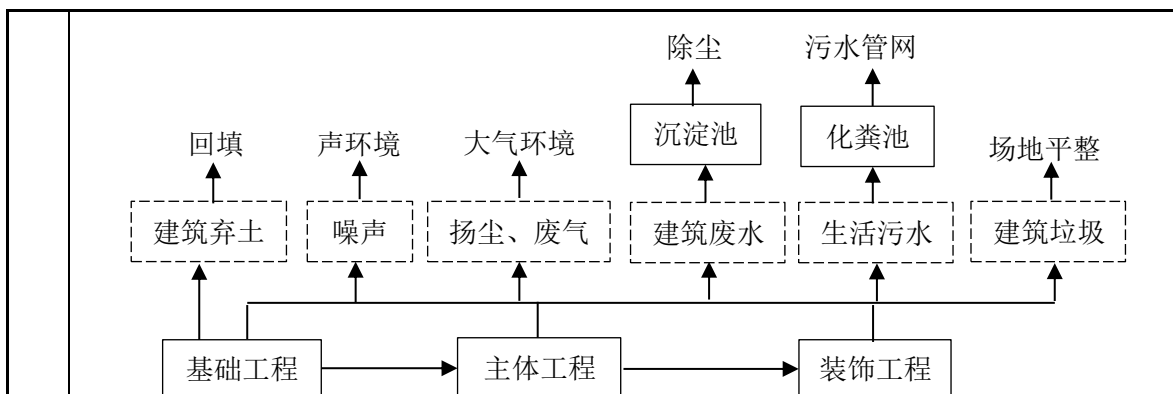 除尘 污水管网
沉淀池 化粪池
回填 声环境 大气环境 场地平整
建筑弃土 噪声 扬尘、废气 建筑废水 生活污水 建筑垃圾
基础工程 主体工程 装饰工程